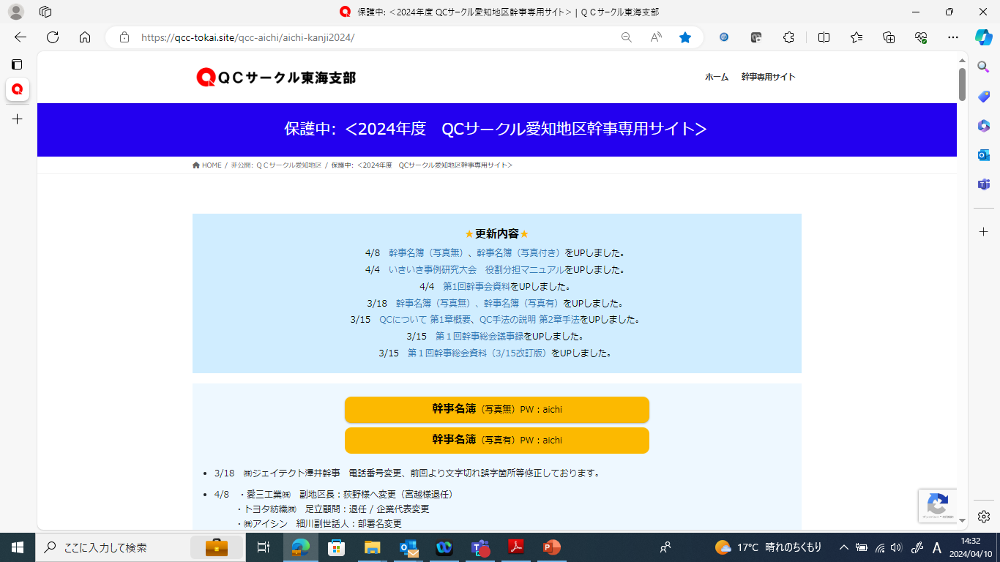 保護中: ＜2024年度 QCサークル愛知地区幹事専用サイト＞ | ＱＣサークル東海支部
https://qcc-tokai.site/qcc-aichi/aichi-kanji2024/
QCサークル東海支部
ホーム　幹事専用サイト
保護中: ＜2024年度　QCサークル愛知地区幹事専用サイト＞
HOME / 非公開: ＱＣサークル愛知地区 / 保護中: ＜2024年度　QCサークル愛知地区幹事専用サイト＞
★更新内容★
4/8　幹事名簿（写真無）、幹事名簿（写真付き）をUPしました。
4/4　いきいき事例研究大会　役割分担マニュアルをUPしました。
4/4　第1回幹事会資料をUPしました。
3/18　幹事名簿（写真無）、幹事名簿（写真有）をUPしました。
3/15　QCについて 第1章概要、QC手法の説明 第2章手法をUPしました。
3/15　第１回幹事総会議事録をUPしました。
3/15　第１回幹事総会資料（3/15改訂版）をUPしました。
幹事名簿（写真無）PW：aichi
幹事名簿（写真有）PW：aichi
• 3/18　㈱ジェイテクト澤井幹事　電話番号変更、前回より文字切れ誤字箇所等修正しております。
• 4/8　・愛三工業㈱　副地区長：荻野様へ変更（宮越様退任）
・トヨタ紡織㈱　足立顧問：退任 / 企業代表変更
・㈱アイシン　細川副世話人：部署名変更
ここに入力して検索
17°C 晴れのちくもり
A
14:32
2024/04/10